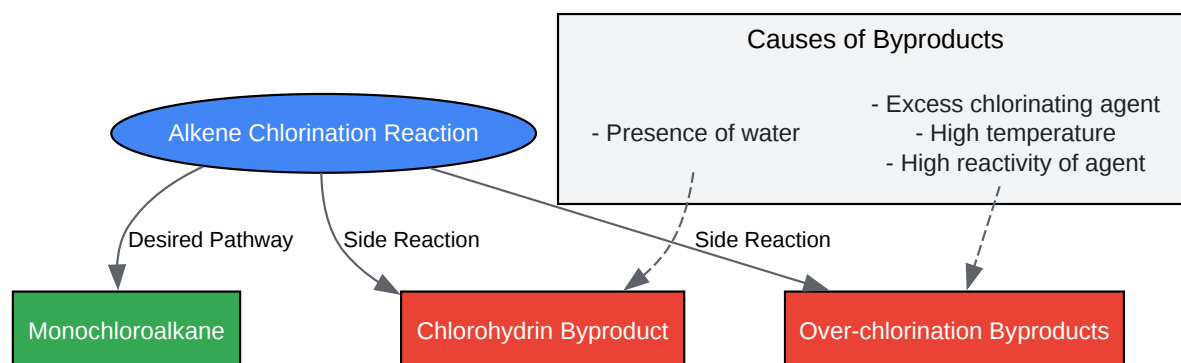 Causes of Byproducts
Alkene Chlorination Reaction
- Presence of water
- Excess chlorinating agent
- High temperature
- High reactivity of agent
Desired Pathway
Side Reaction
Side Reaction
Monochloroalkane
Chlorohydrin Byproduct
Over-chlorination Byproducts